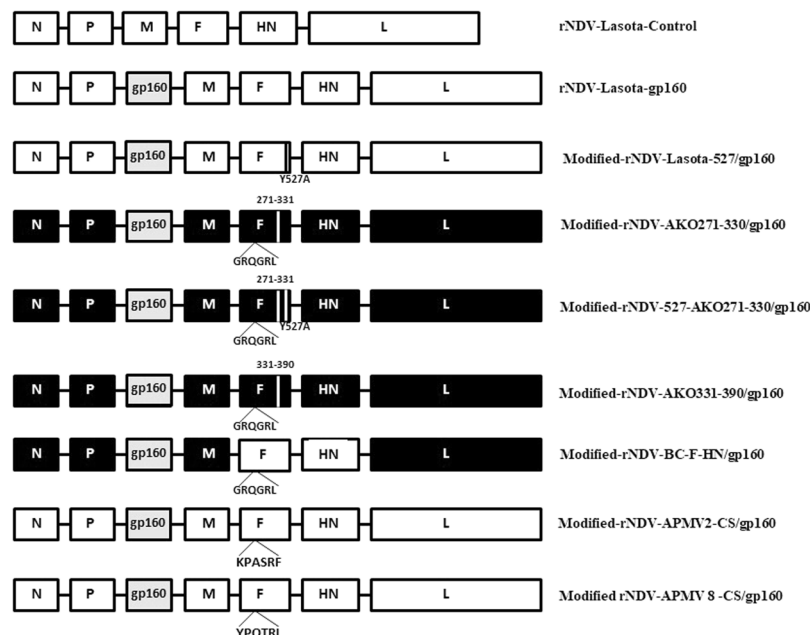 N P M F HN L rNDV-Lasota-Control
N P gp160 M F HN L rNDV-Lasota-gp160
N P gp160 M F HN L Modified-rNDV-Lasota-527/gp160
Y527A
271-331
N P gp160 M F HN L Modified-rNDV-AKO271-330/gp160
GRQGRL
271-331
N P gp160 M F HN L Modified-rNDV-527-AKO271-330/gp160
Y527A
GRQGRL
331-390
N P gp160 M F HN L Modified-rNDV-AKO331-390/gp160
GRQGRL
N P gp160 M F HN L Modified-rNDV-BC-F-HN/gp160
GRQGRL
N P gp160 M F HN L Modified-rNDV-APMV2-CS/gp160
KPASRF
N P gp160 M F HN L Modified rNDV-APMV 8 -CS/gp160